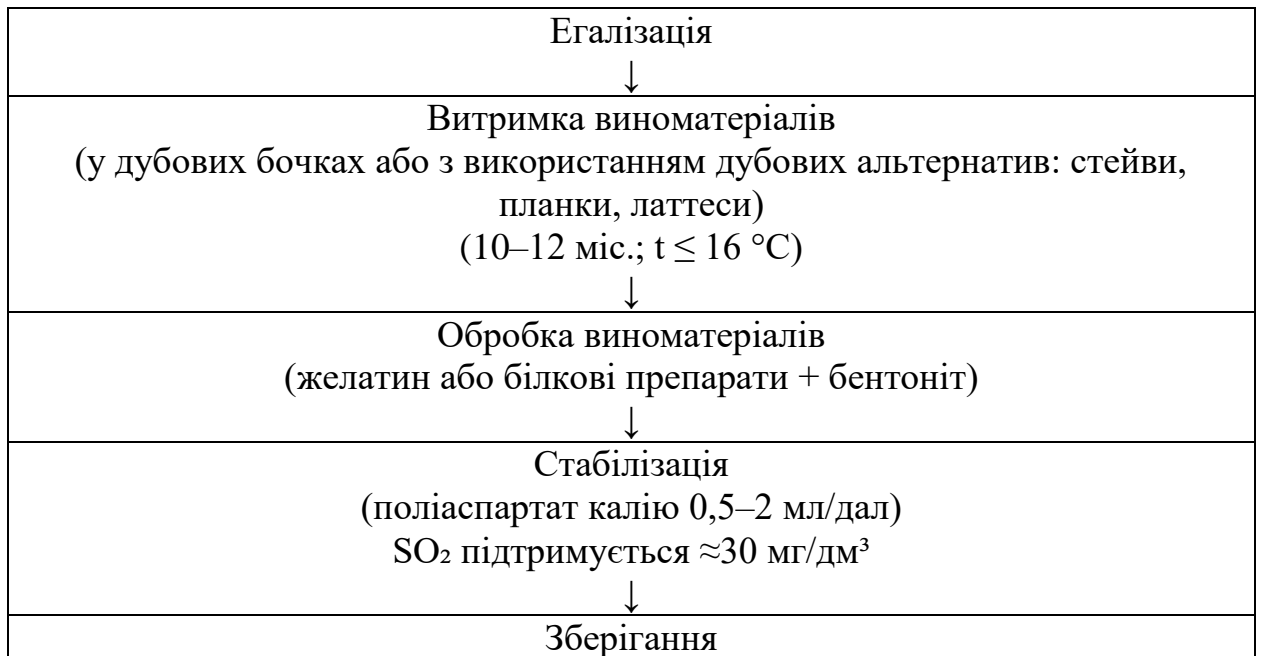 Егалізація
↓
Витримка виноматеріалів
(у дубових бочках або з використанням дубових альтернатив: стейви,
планки, латтеси)
(10–12 міс.; t ≤ 16 °C)
↓
Обробка виноматеріалів
(желатин або білкові препарати + бентоніт)
↓
Стабілізація
(поліаспартат калію 0,5–2 мл/дал)
SO₂ підтримується ≈30 мг/дм³
↓
Зберігання